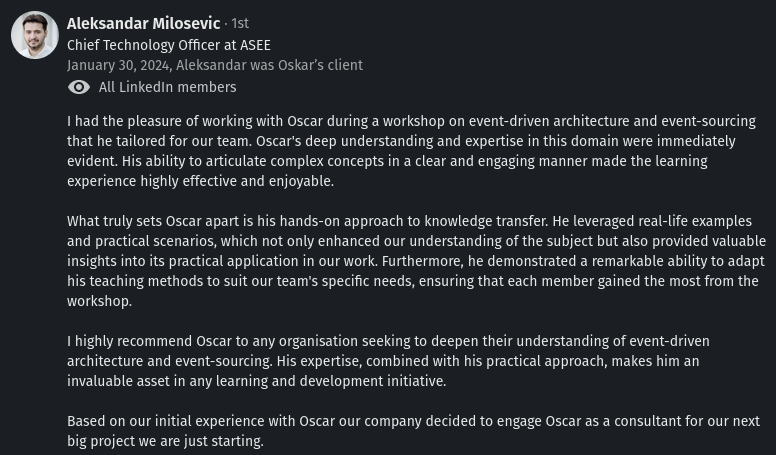 Aleksandar Milosevic · 1st
Chief Technology Officer at ASEE
January 30, 2024, Aleksandar was Oskar’s client
All LinkedIn members
I had the pleasure of working with Oscar during a workshop on event-driven architecture and event-sourcing
that he tailored for our team. Oscar's deep understanding and expertise in this domain were immediately
evident. His ability to articulate complex concepts in a clear and engaging manner made the learning
experience highly effective and enjoyable.
What truly sets Oscar apart is his hands-on approach to knowledge transfer. He leveraged real-life examples
and practical scenarios, which not only enhanced our understanding of the subject but also provided valuable
insights into its practical application in our work. Furthermore, he demonstrated a remarkable ability to adapt
his teaching methods to suit our team's specific needs, ensuring that each member gained the most from the
workshop.
I highly recommend Oscar to any organisation seeking to deepen their understanding of event-driven
architecture and event-sourcing. His expertise, combined with his practical approach, makes him an
invaluable asset in any learning and development initiative.
Based on our initial experience with Oscar our company decided to engage Oscar as a consultant for our next
big project we are just starting.